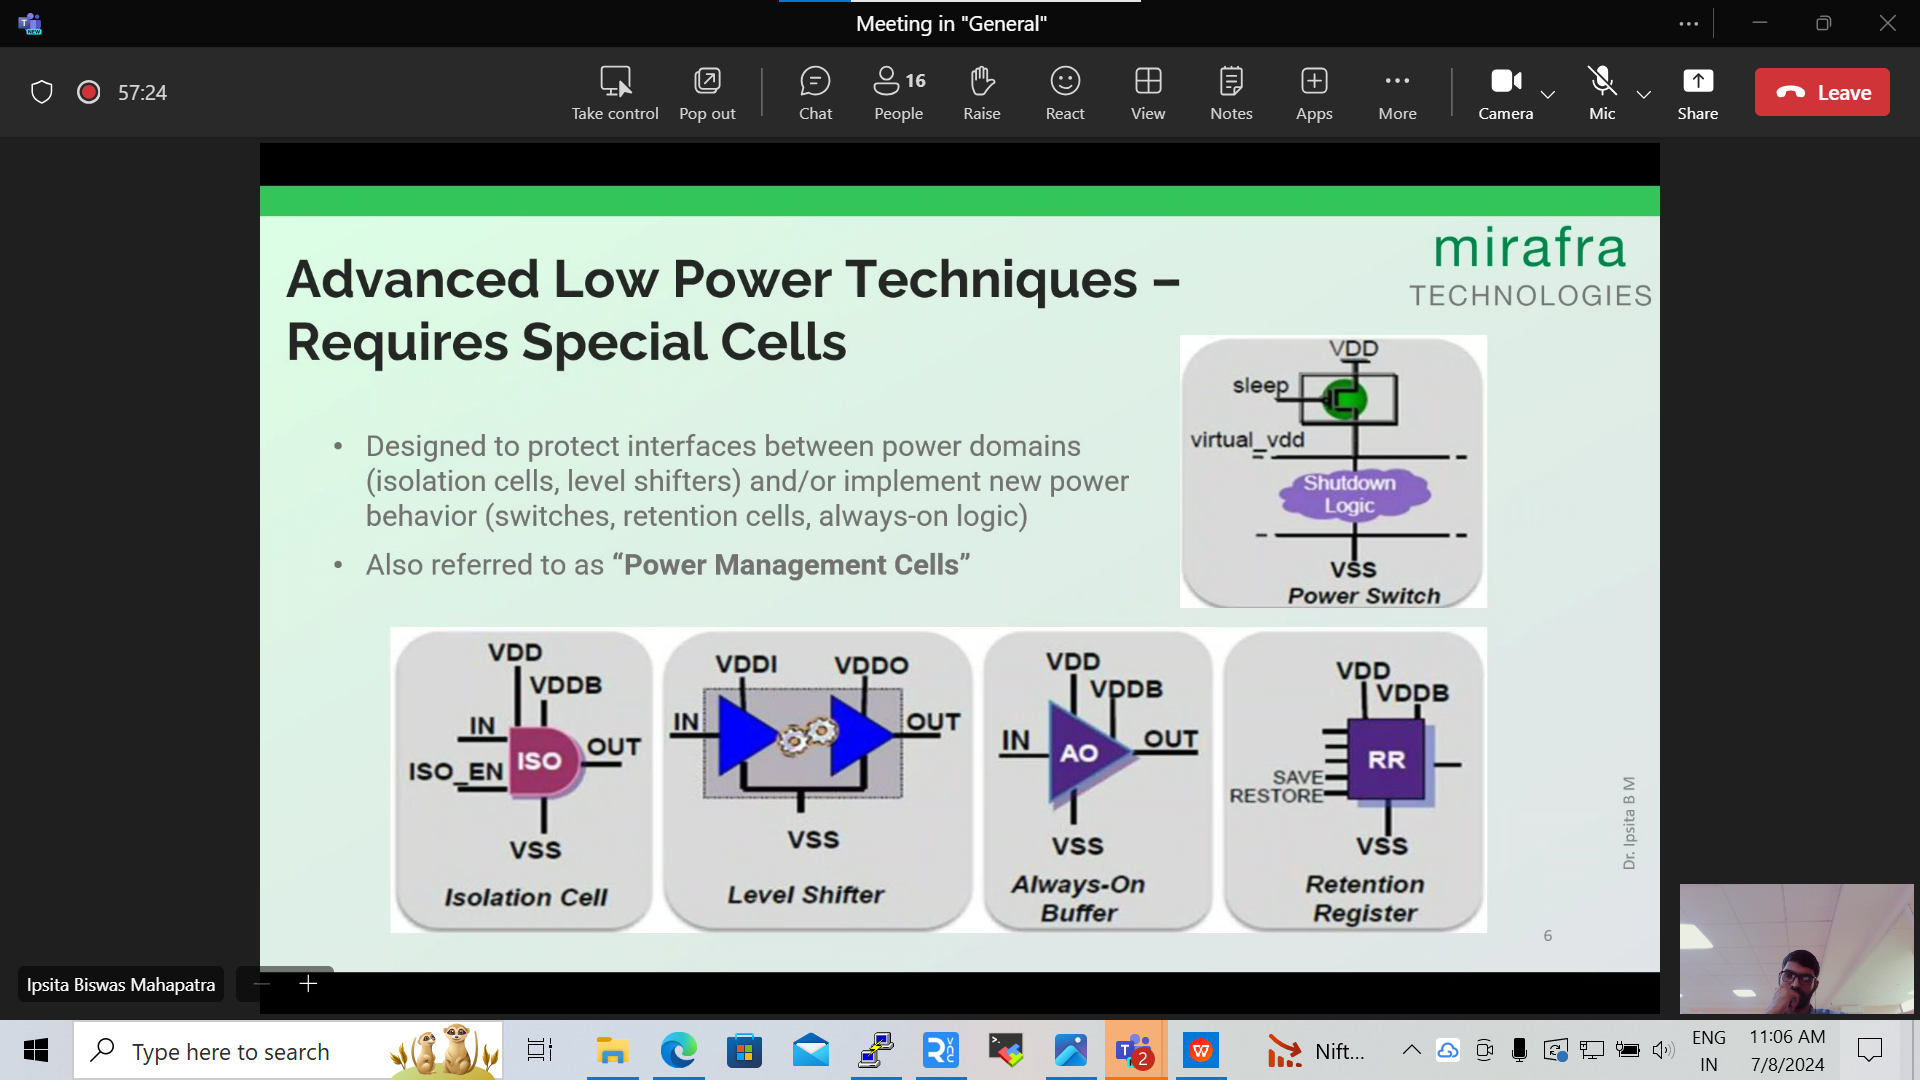 Meeting in "General"
57:24
Take control
Pop out
Chat
16
People
Raise
React
View
Notes
Apps
More
Camera
Mic
Share
Leave
mirafra
TECHNOLOGIES
Advanced Low Power Techniques –
Requires Special Cells
• Designed to protect interfaces between power domains
(isolation cells, level shifters) and/or implement new power
behavior (switches, retention cells, always-on logic)
• Also referred to as “Power Management Cells”
VDD
sleep
virtual_vdd
Shutdown
Logic
VSS
Power Switch
VDD
VDDB
IN
ISO_EN
ISO
OUT
VSS
Isolation Cell
VDDI
VDDO
IN
OUT
VSS
Level Shifter
VDD
VDDB
IN
AO
OUT
VSS
Always-On
Buffer
VDD
VDDB
RR
SAVE
RESTORE
VSS
Retention
Register
Dr. Ipsita B M
6
Ipsita Biswas Mahapatra
Type here to search
2
Nift...
ENG
IN
11:06 AM
7/8/2024